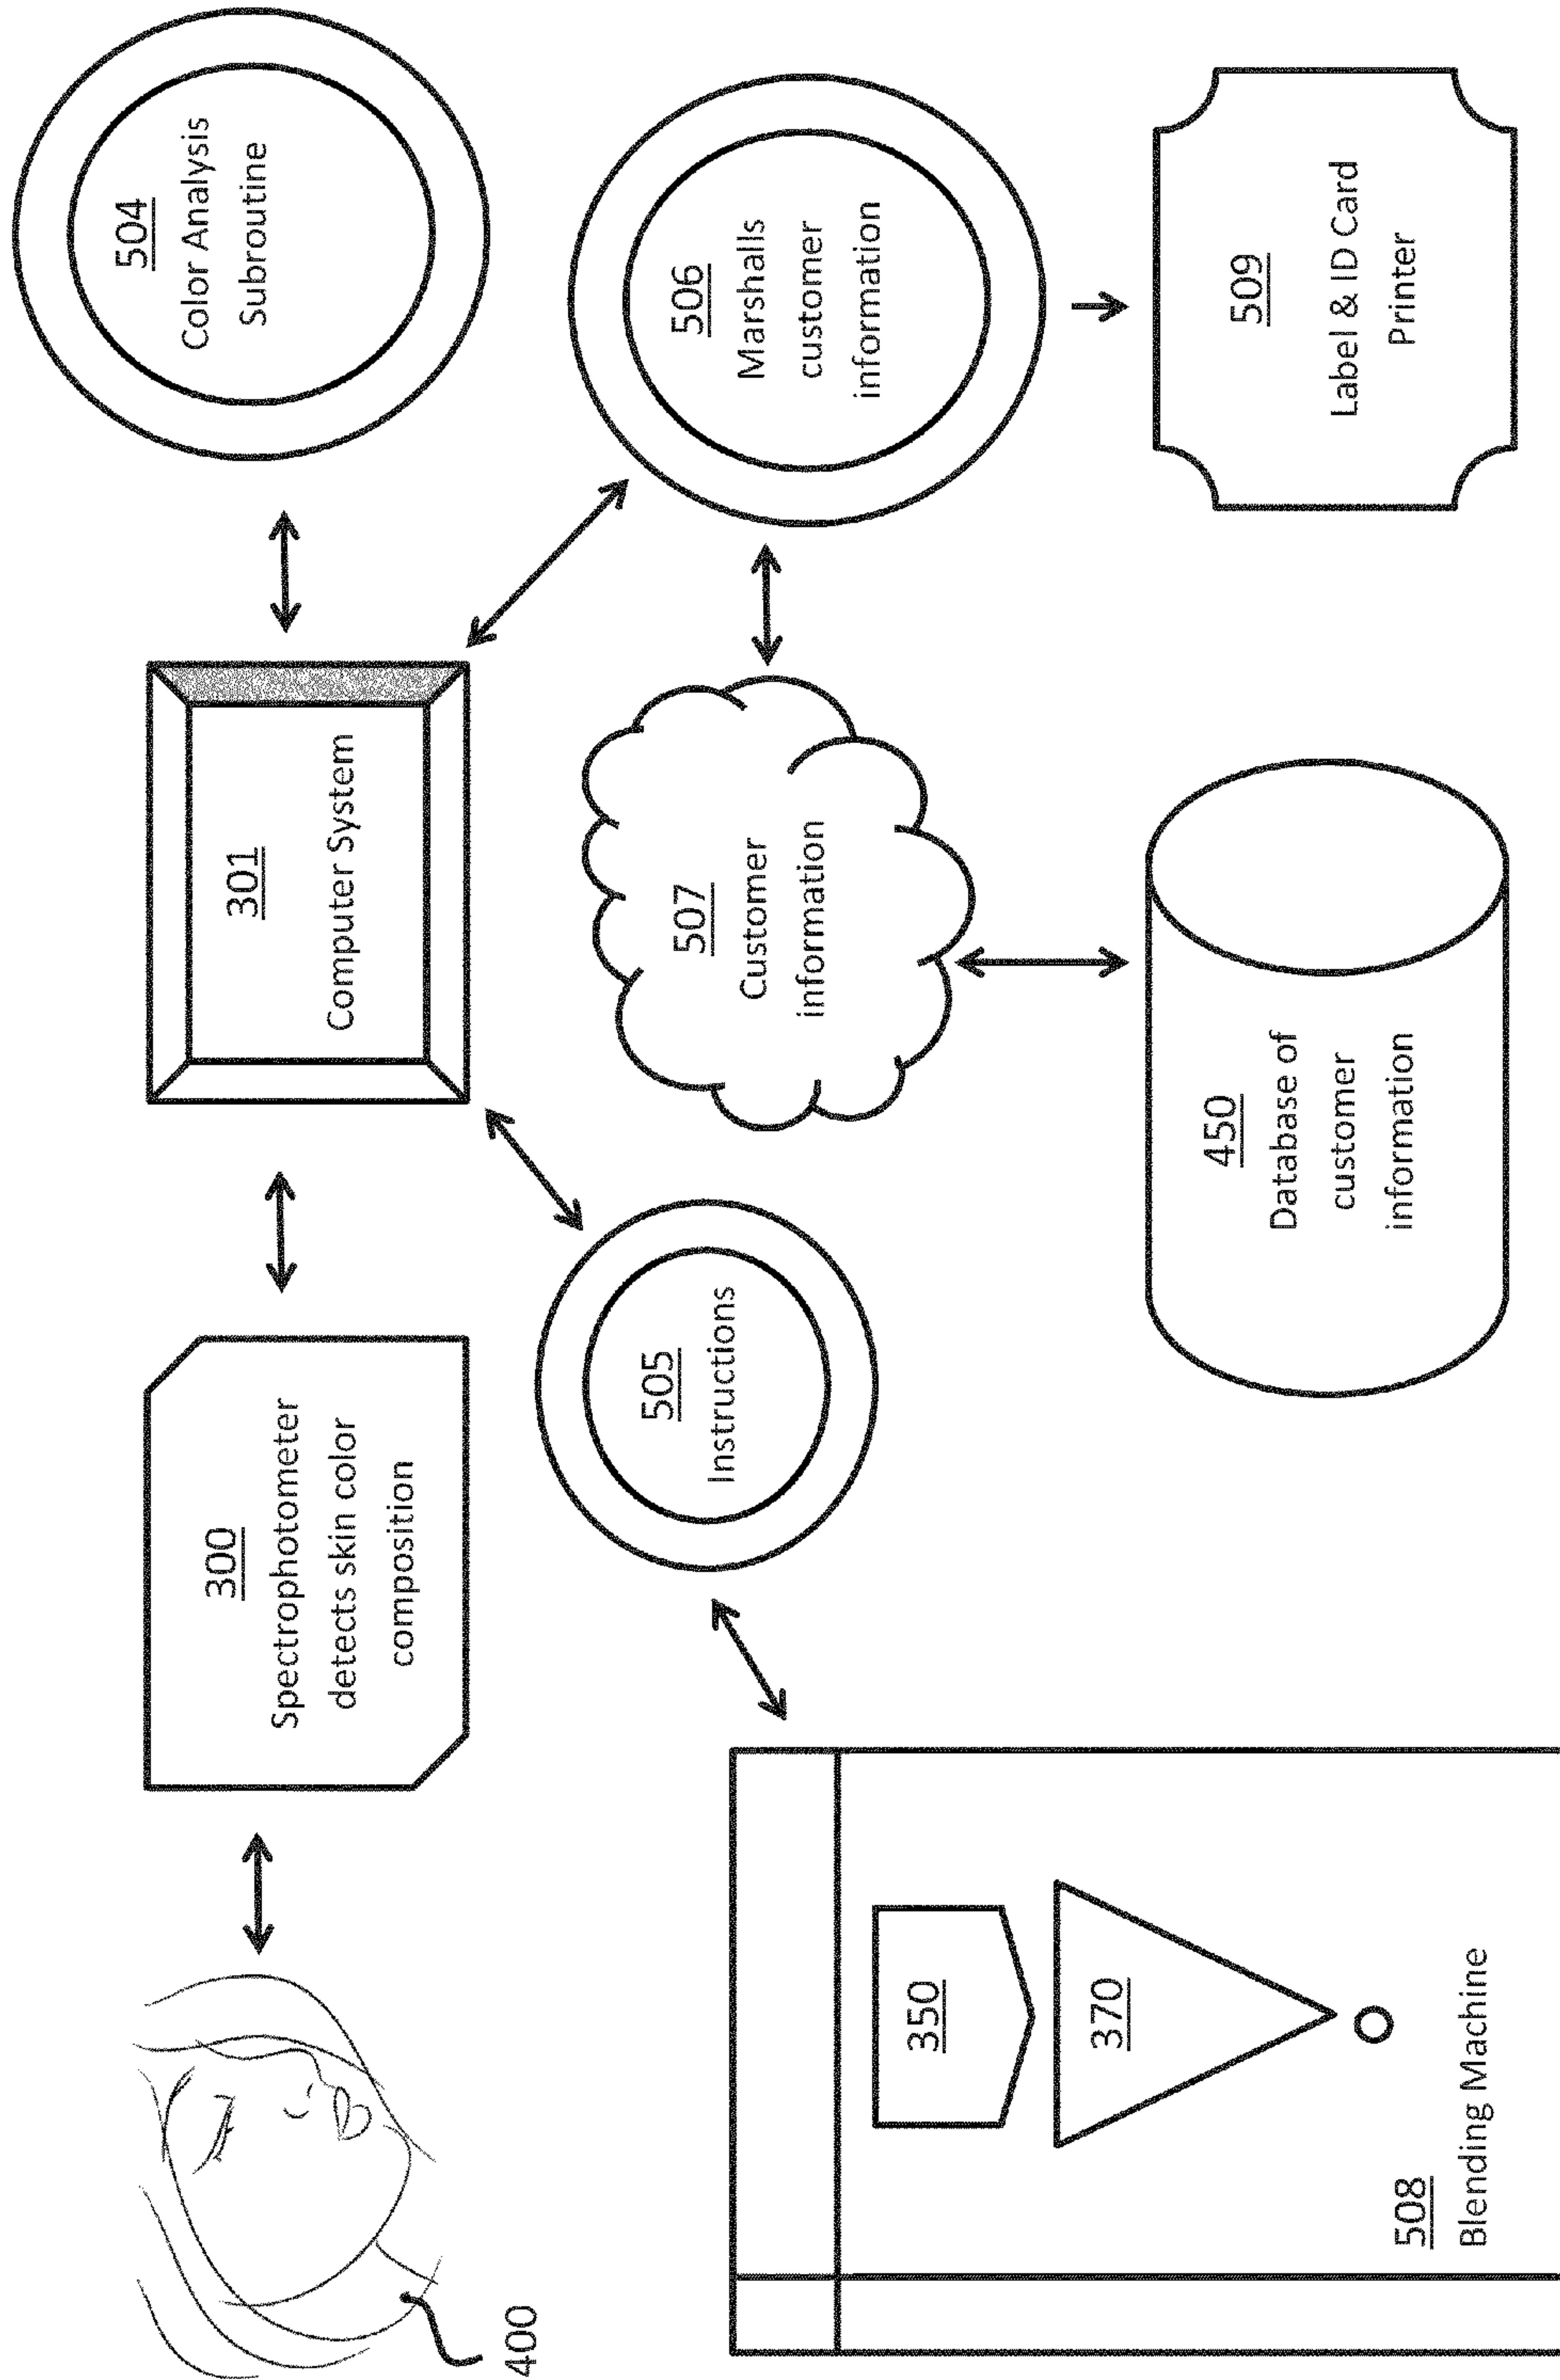 400
300
Spectrophotometer
detects skin color
composition
301
Computer System
504
Color Analysis
Subroutine
505
Instructions
507
Customer
information
506
Marshalls
customer
information
350
370
508
Blending Machine
450
Database of
customer
information
509
Label & ID Card
Printer